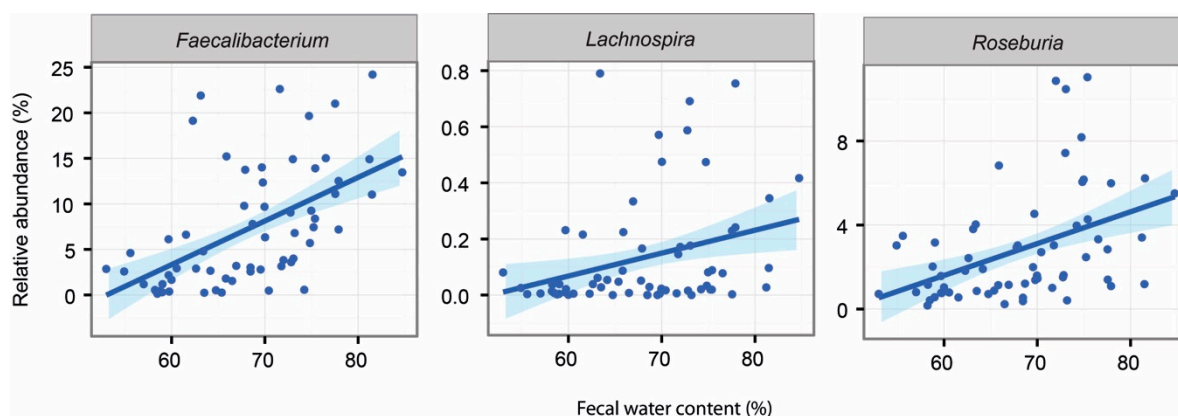 Faecalibacterium
Lachnospira
Roseburia
Relative abundance (%)
25
20
15
10
5
0
0.8
0.6
0.4
0.2
0.0
8
4
0
60 70 80
60 70 80
60 70 80
Fecal water content (%)